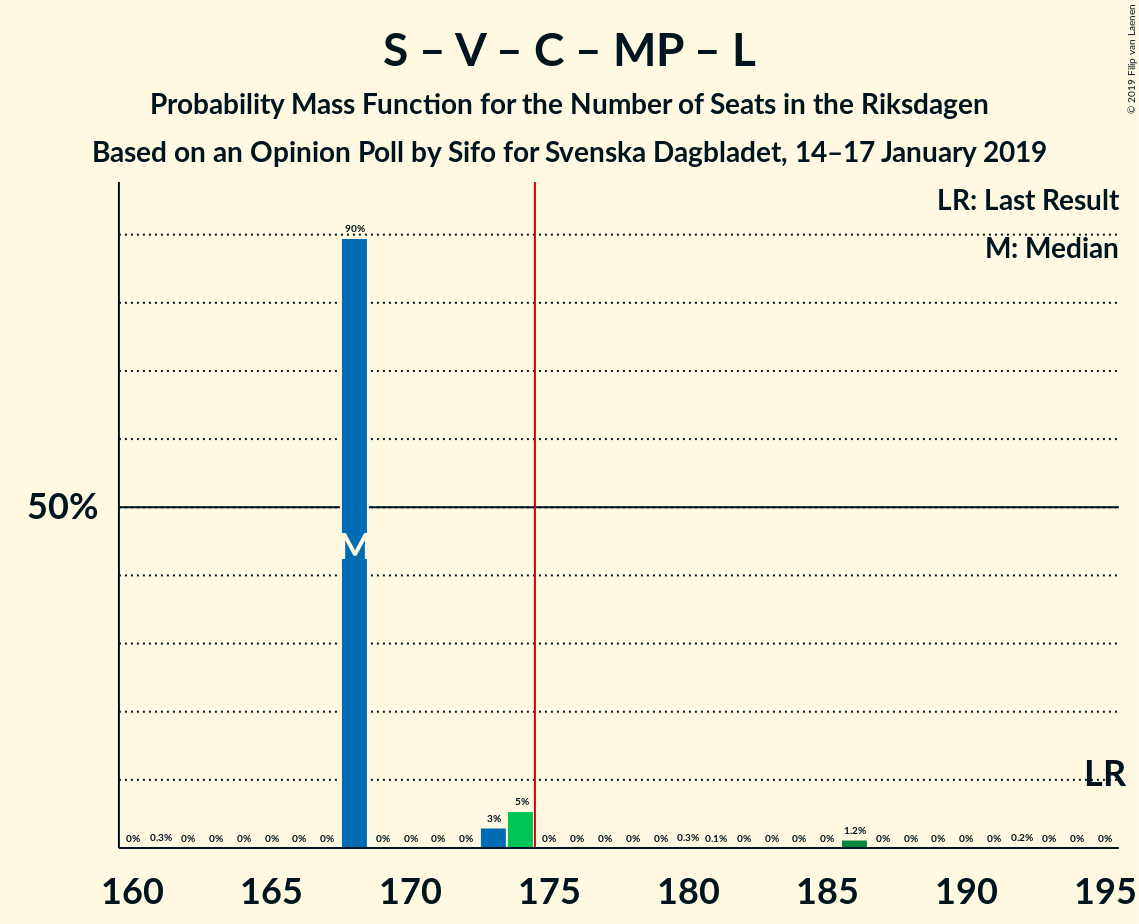 S – V – C – MP – L
Probability Mass Function for the Number of Seats in the Riksdagen
Based on an Opinion Poll by Sifo for Svenska Dagbladet, 14–17 January 2019
© 2019 Filip van Laenen
LR: Last Result
M: Median
90%
50%
M
LR
0% 0.3% 0% 0% 0% 0% 0% 0% 0% 0% 0% 0% 3% 5% 0% 0% 0% 0% 0% 0.3% 0.1% 0% 0% 0% 0% 1.2% 0% 0% 0% 0% 0% 0.2% 0% 0% 0%
160 165 170 175 180 185 190 195